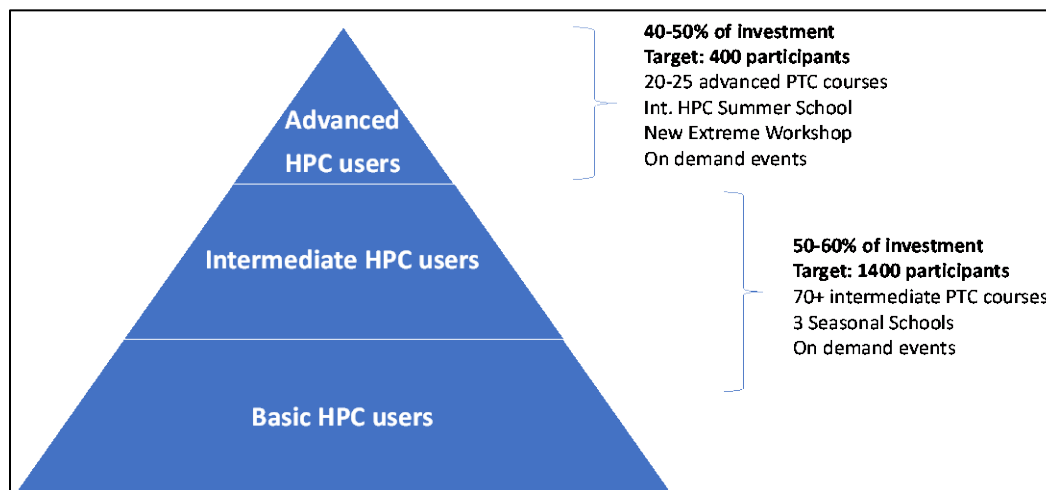 Advanced
HPC users
Intermediate HPC users
Basic HPC users
40-50% of investment
Target: 400 participants
20-25 advanced PTC courses
Int. HPC Summer School
New Extreme Workshop
On demand events
50-60% of investment
Target: 1400 participants
70+ intermediate PTC courses
3 Seasonal Schools
On demand events